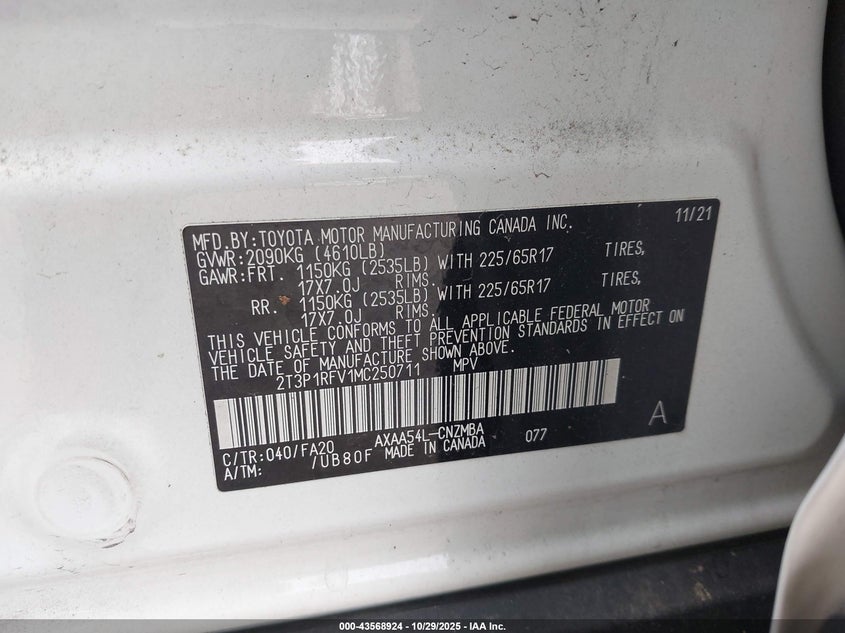 MFD.BY:TOYOTA MOTOR MANUFACTURING CANADA INC. 11/21
GVWR:2090KG (4610LB)
GAWR:FRT. 1150KG (2535LB) WITH 225/65R17 TIRES,
17X7.0J RIMS.
RR. 1150KG (2535LB) WITH 225/65R17 TIRES,
17X7.0J RIMS.
THIS VEHICLE CONFORMS TO ALL APPLICABLE FEDERAL MOTOR
VEHICLE SAFETY AND THEFT PREVENTION STANDARDS IN EFFECT ON
THE DATE OF MANUFACTURE SHOWN ABOVE.
2T3P1RFV1MC250711 MPV
A
C/TR:040/FA20 AXAA54L-CNZMBA 077
A/TM: /UB80F MADE IN CANADA
000-43568924 - 10/29/2025 - IAA Inc.